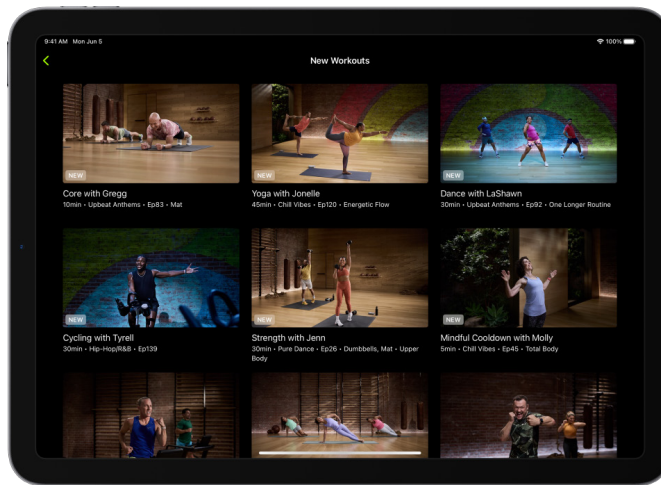 9:41 AM Mon Jun 5
100%
New Workouts
NEW
NEW
NEW
Core with Gregg
Yoga with Jonelle
Dance with LaShawn
10min • Upbeat Anthems • Ep83 • Mat
45min • Chill Vibes • Ep120 • Energetic Flow
30min • Upbeat Anthems • Ep92 • One Longer Routine
NEW
NEW
NEW
Cycling with Tyrell
Strength with Jenn
Mindful Cooldown with Molly
30min • Hip-Hop/R&B • Ep139
30min • Pure Dance • Ep26 • Dumbbells, Mat • Upper
Body
5min • Chill Vibes • Ep45 • Total Body